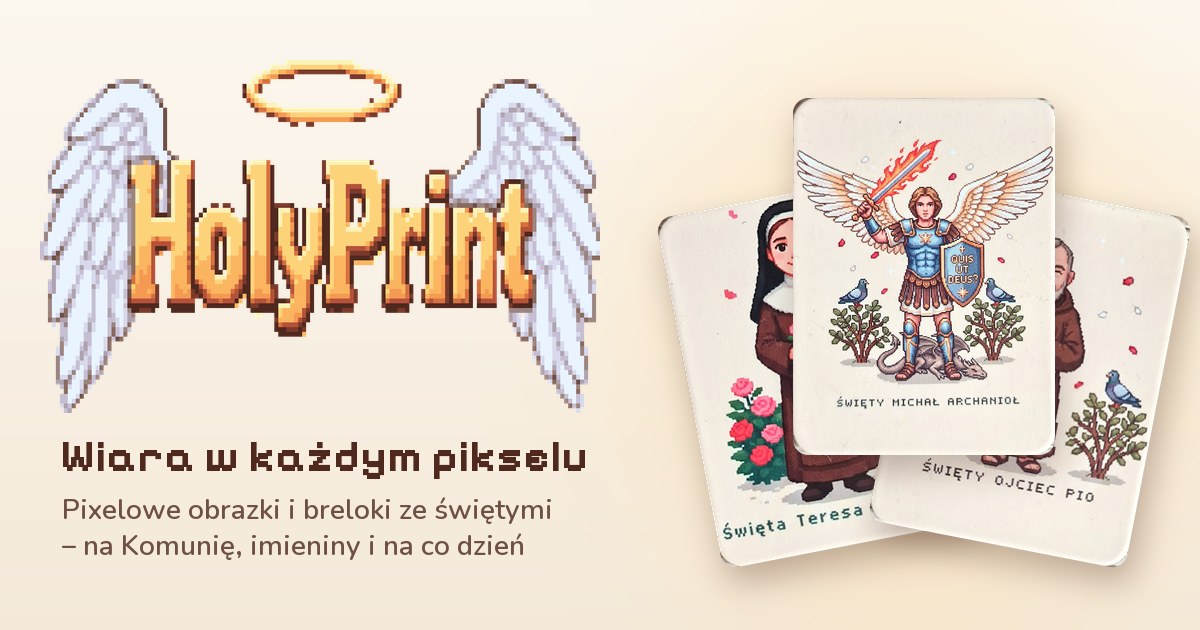 HolyPrint
Wiara w każdym pikselu
Pixelowe obrazki i breloki ze świętymi
– na Komunię, imieniny i na co dzień
QUIS
UT
DEUS?
ŚWIĘTY MICHAŁ ARCHANIOŁ
Święta Teresa
ŚWIĘTY OJCIEC PIO